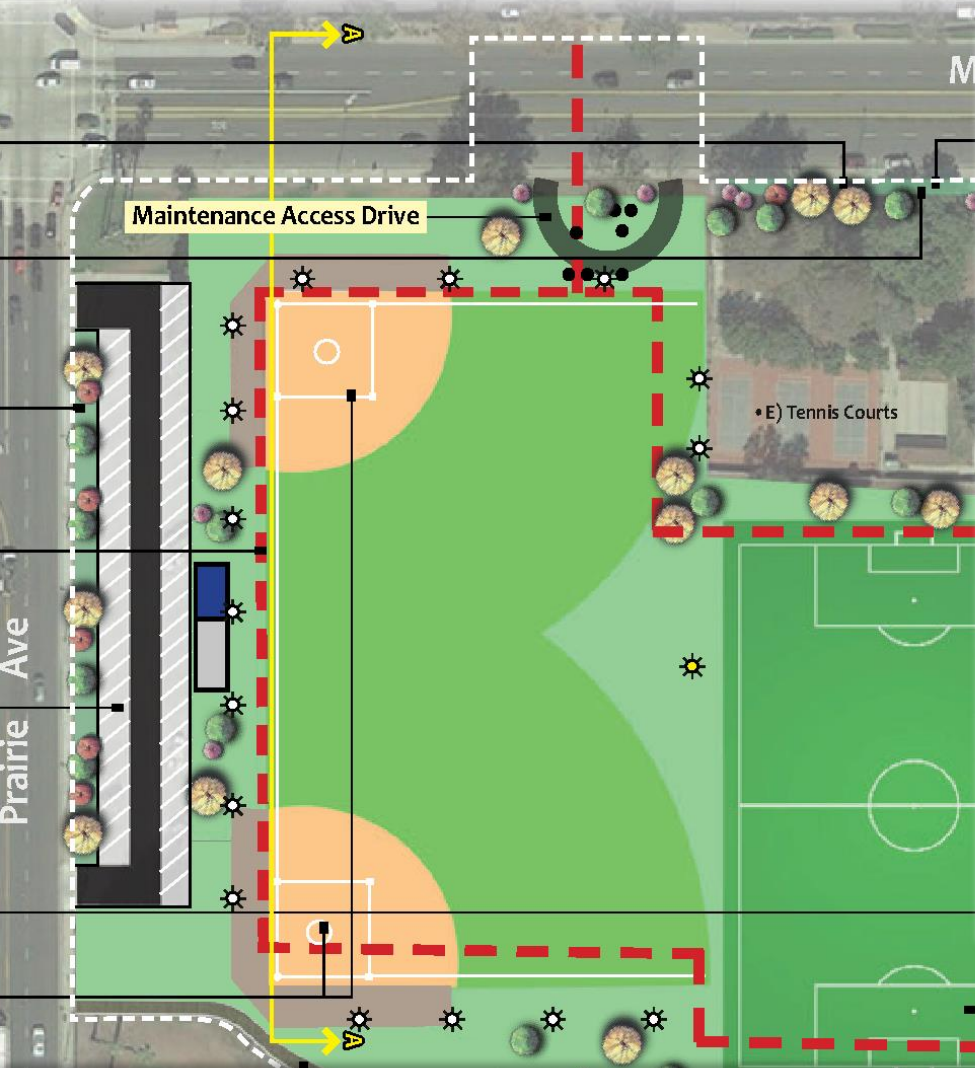 A
M
Maintenance Access Drive
• E) Tennis Courts
Prairie Ave
A